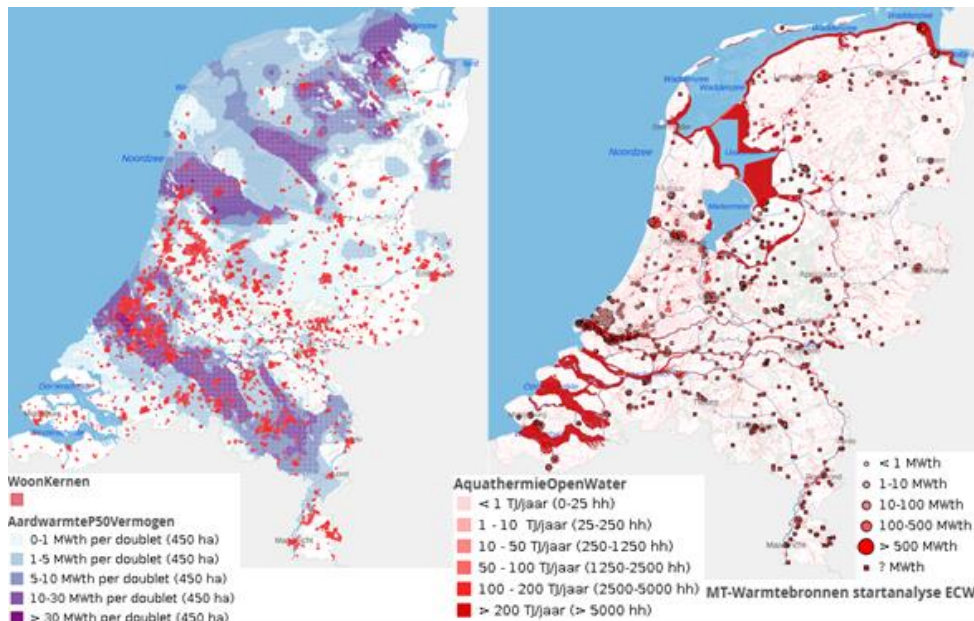 Waddenzee
Waddenzee
Waddenzee
Noordzee
WoonKernen
AardwarmteP50Vermogen
0-1 MWth per doublet (450 ha)
1-5 MWth per doublet (450 ha)
5-10 MWth per doublet (450 ha)
10-30 MWth per doublet (450 ha)
> 30 MWth per doublet (450 ha)
Noordzee
Markermeer
AquathermieOpenWater
< 1 TJ/jaar (0-25 hh)
1 - 10 TJ/jaar (25-250 hh)
10 - 50 TJ/jaar (250-1250 hh)
50 - 100 TJ/jaar (1250-2500 hh)
100 - 200 TJ/jaar (2500-5000 hh)
> 200 TJ/jaar (> 5000 hh)
< 1 MWth
1-10 MWth
10-100 MWth
100-500 MWth
> 500 MWth
? MWth
MT-Warmtebronnen startanalyse ECW